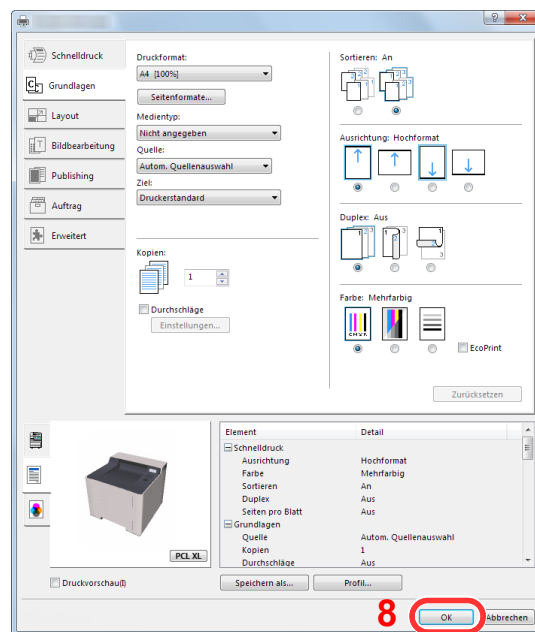 Schnelldruck
Grundlagen
Layout
Bildbearbeitung
Publishing
Auftrag
Erweitert
Druckformat:
A4 [100%]
Seitenformate...
Medientyp:
Nicht angegeben
Quelle:
Autom. Quellenauswahl
Ziel:
Druckerstandard
Kopien:
1
Durchschläge
Einstellungen...
Sortieren: An
Ausrichtung: Hochformat
Duplex: Aus
Farbe: Mehrfarbig
CMYK
EcoPrint
Zurücksetzen
PCL XL
Druckvorschau(I)
Element Detail
Schnelldruck
Ausrichtung Hochformat
Farbe Mehrfarbig
Sortieren An
Duplex Aus
Seiten pro Blatt Aus
Grundlagen
Quelle Autom. Quellenauswahl
Kopien 1
Durchschläge Aus
Speichern als... Profil...
8 OK Abbrechen